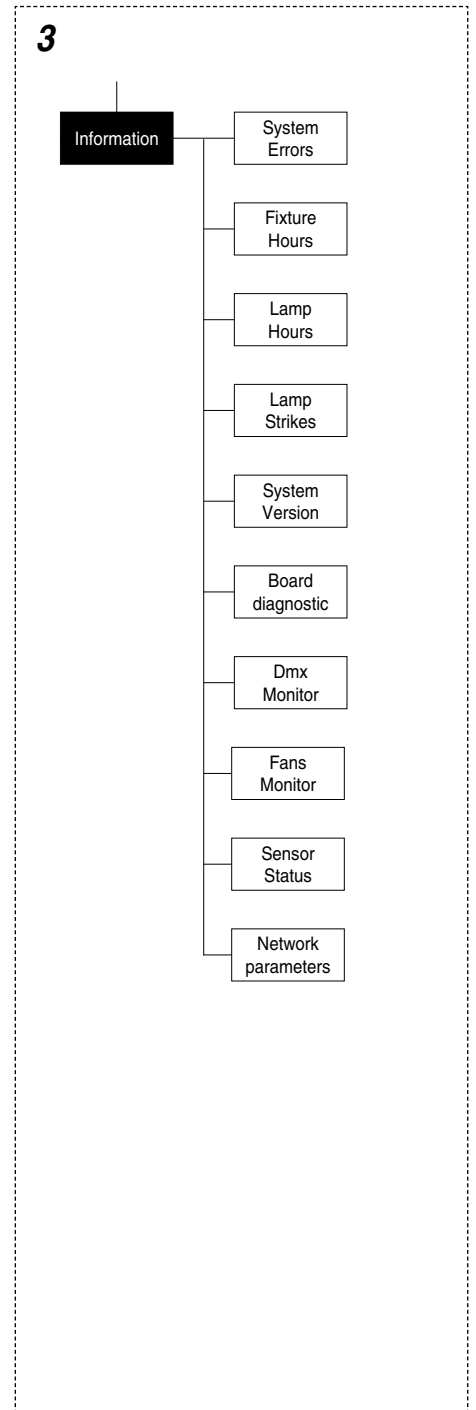 3
Information
System
Errors
Fixture
Hours
Lamp
Hours
Lamp
Strikes
System
Version
Board
diagnostic
Dmx
Monitor
Fans
Monitor
Sensor
Status
Network
parameters